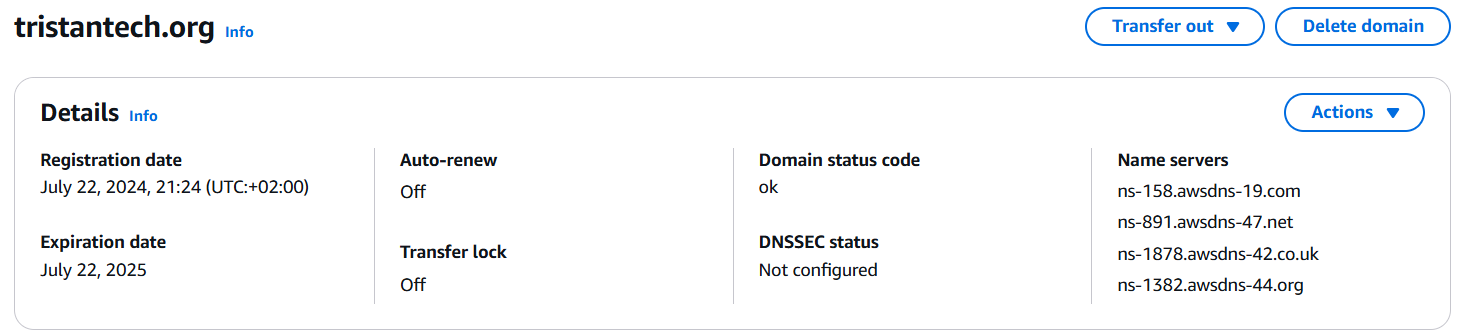 tristantech.org Info
Transfer out
Delete domain
Details Info
Actions
Registration date
July 22, 2024, 21:24 (UTC:+02:00)
Expiration date
July 22, 2025
Auto-renew
Off
Transfer lock
Off
Domain status code
ok
DNSSEC status
Not configured
Name servers
ns-158.awsdns-19.com
ns-891.awsdns-47.net
ns-1878.awsdns-42.co.uk
ns-1382.awsdns-44.org